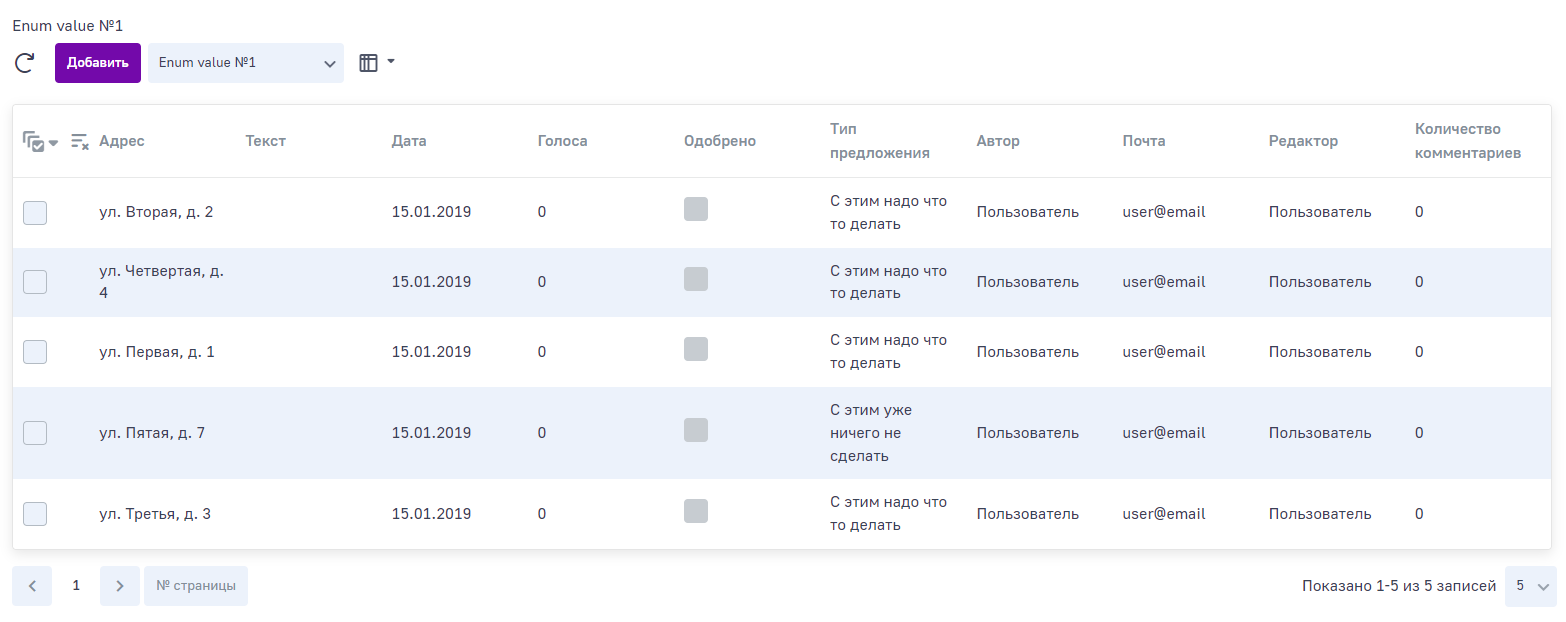 Enum value №1
Добавить Enum value №1
Адрес Текст Дата Голоса Одобрено Тип предложения Автор Почта Редактор Количество комментариев
ул. Вторая, д. 2 15.01.2019 0 С этим надо что то делать Пользователь user@email Редактор 0
ул. Четвертая, д. 4 15.01.2019 0 С этим надо что то делать Пользователь user@email Редактор 0
ул. Первая, д. 1 15.01.2019 0 С этим надо что то делать Пользователь user@email Редактор 0
ул. Пятая, д. 7 15.01.2019 0 С этим уже ничего не сделать Пользователь user@email Редактор 0
ул. Третья, д. 3 15.01.2019 0 С этим надо что то делать Пользователь user@email Редактор 0
1 № страницы Показано 1-5 из 5 записей 5